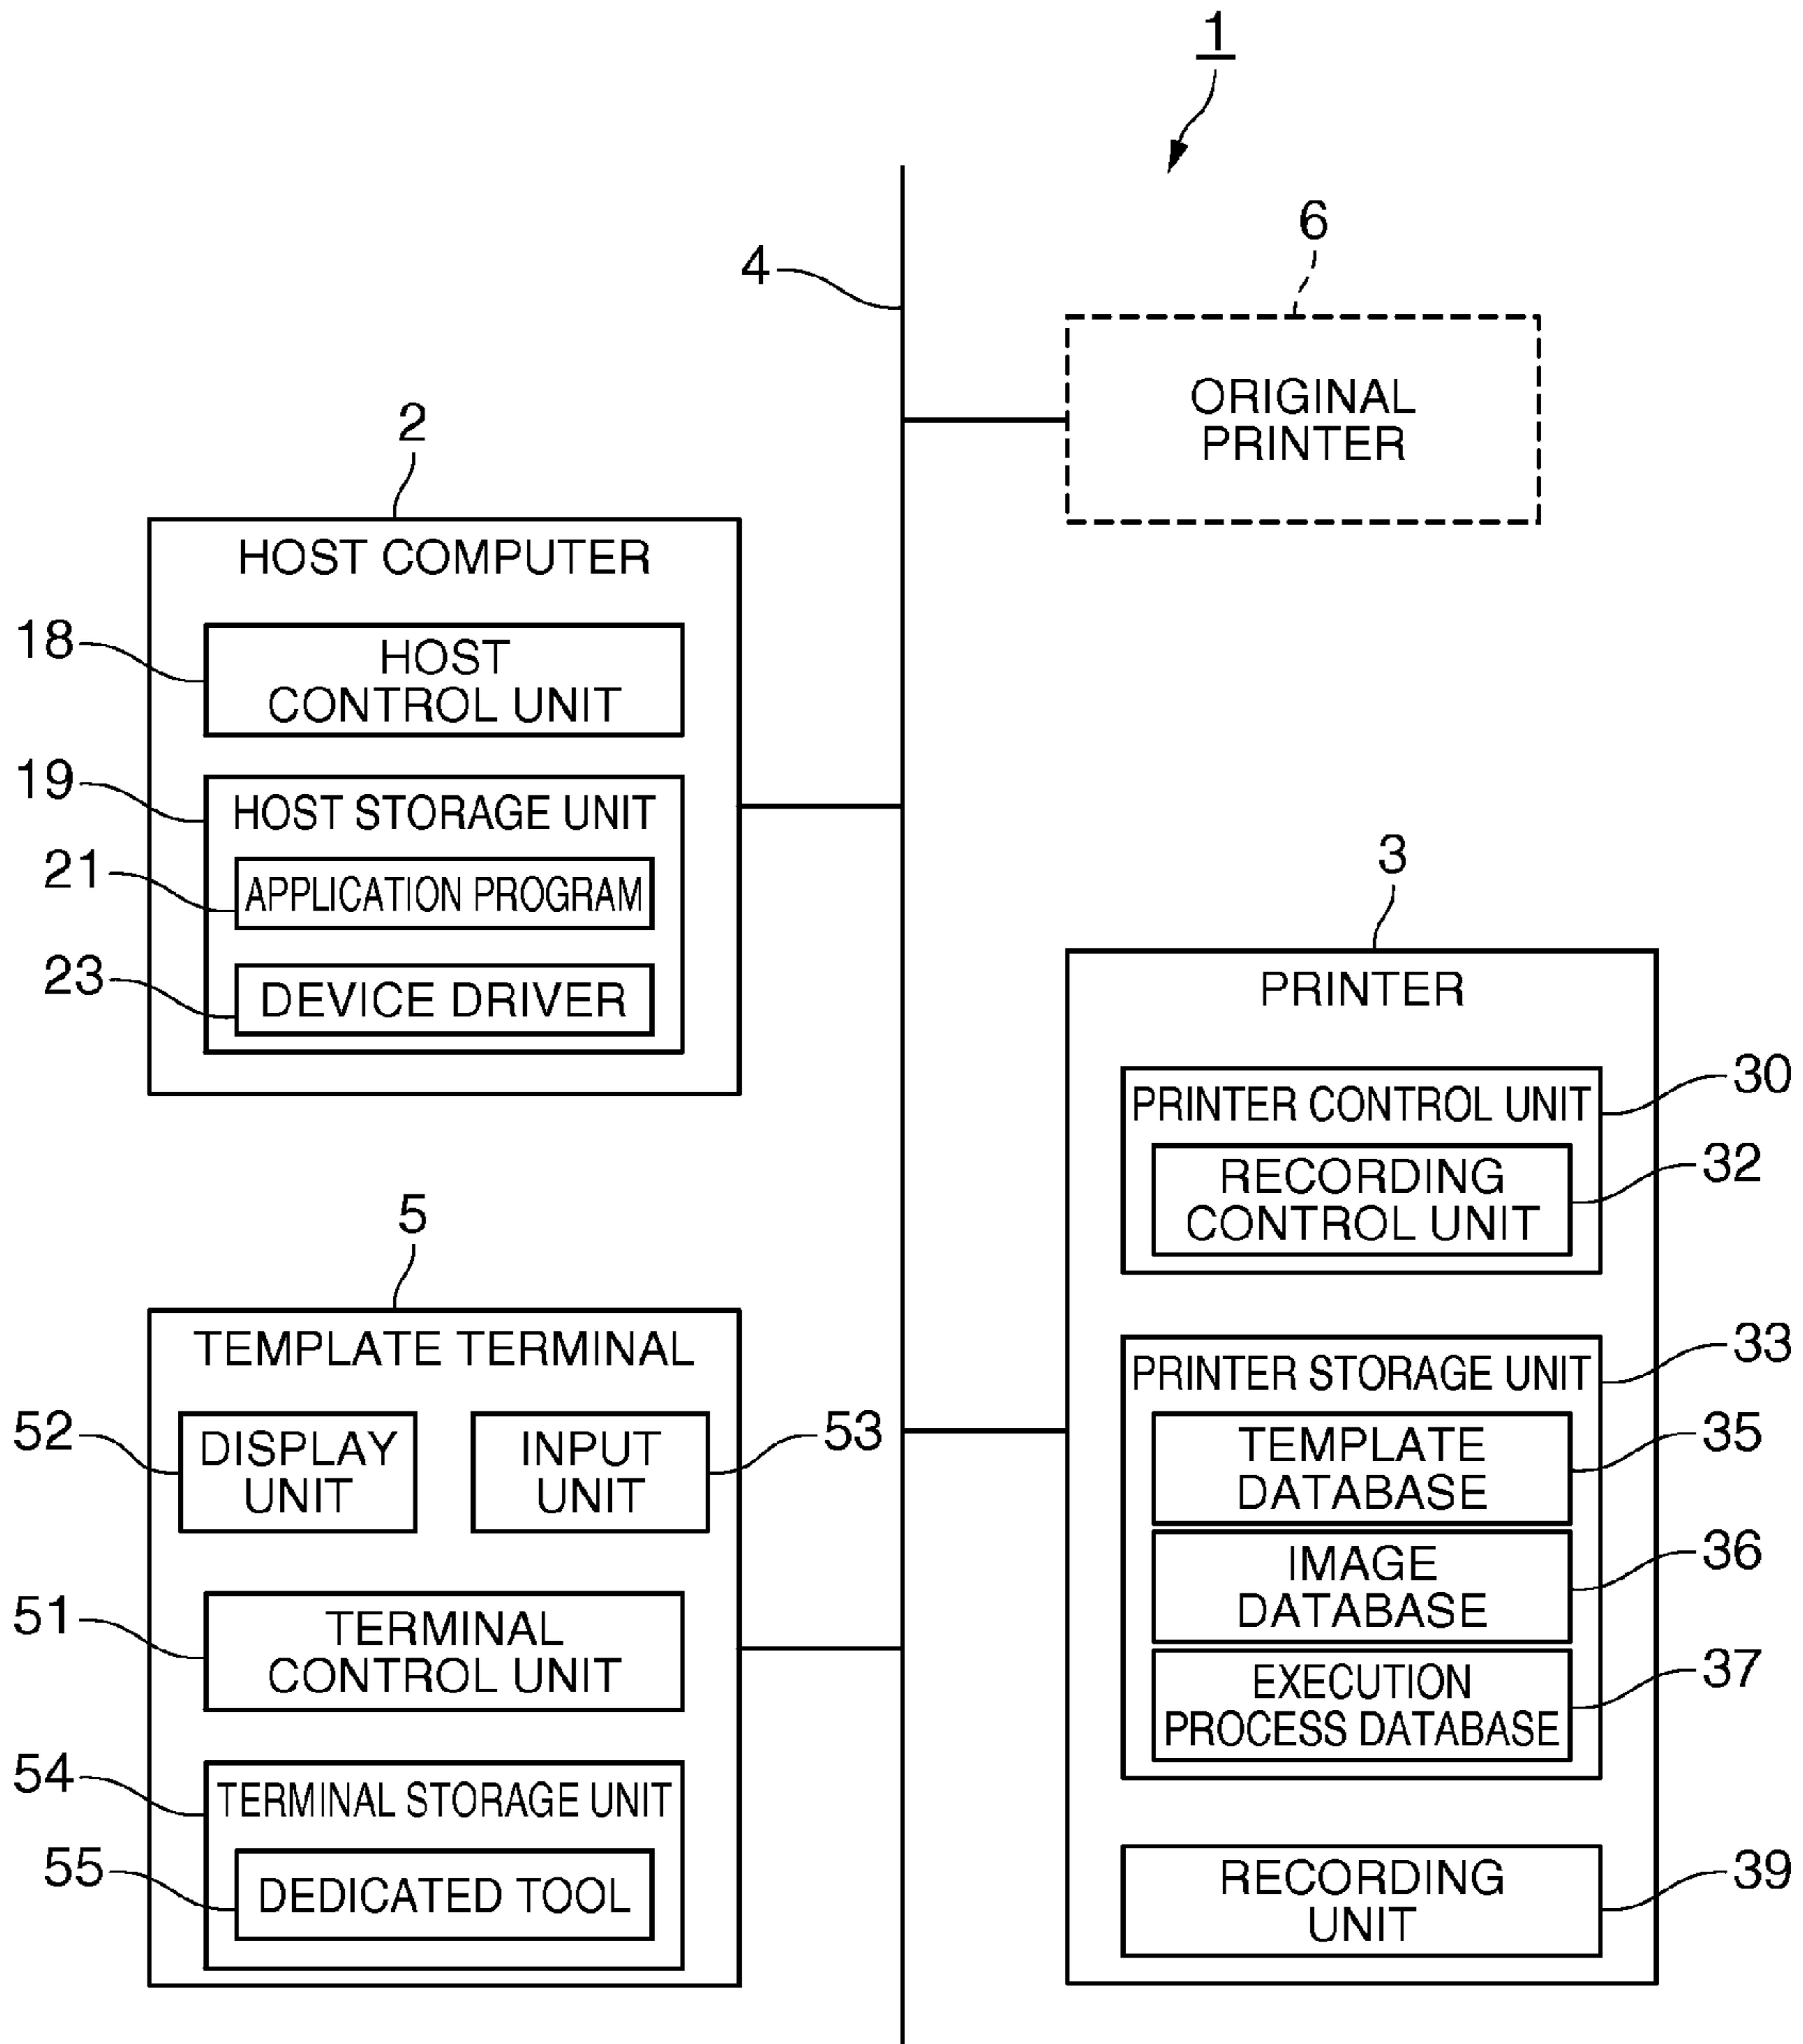 1
6
4
ORIGINAL
PRINTER
2
HOST COMPUTER
18
HOST
CONTROL UNIT
19
HOST STORAGE UNIT
21
APPLICATION PROGRAM
23
DEVICE DRIVER
3
PRINTER
30
PRINTER CONTROL UNIT
32
RECORDING
CONTROL UNIT
33
PRINTER STORAGE UNIT
35
TEMPLATE
DATABASE
36
IMAGE
DATABASE
37
EXECUTION
PROCESS DATABASE
39
RECORDING
UNIT
5
TEMPLATE TERMINAL
52
DISPLAY
UNIT
53
INPUT
UNIT
51
TERMINAL
CONTROL UNIT
54
TERMINAL STORAGE UNIT
55
DEDICATED TOOL